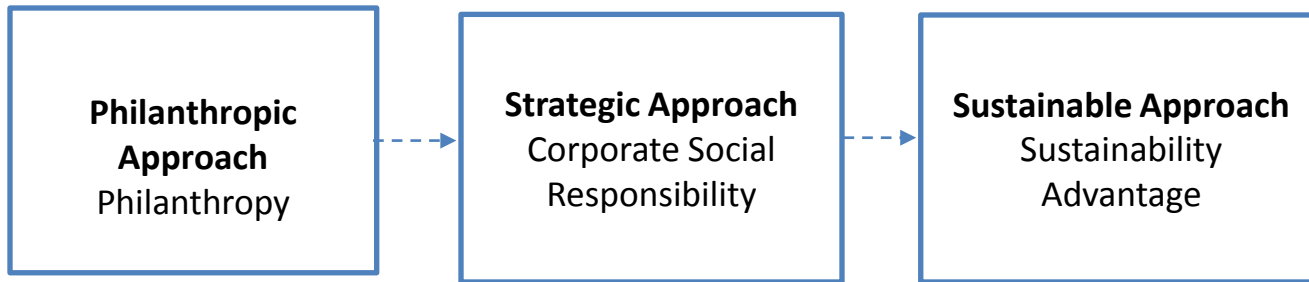 Philanthropic
Approach
Philanthropy
Strategic Approach
Corporate Social
Responsibility
Sustainable Approach
Sustainability
Advantage